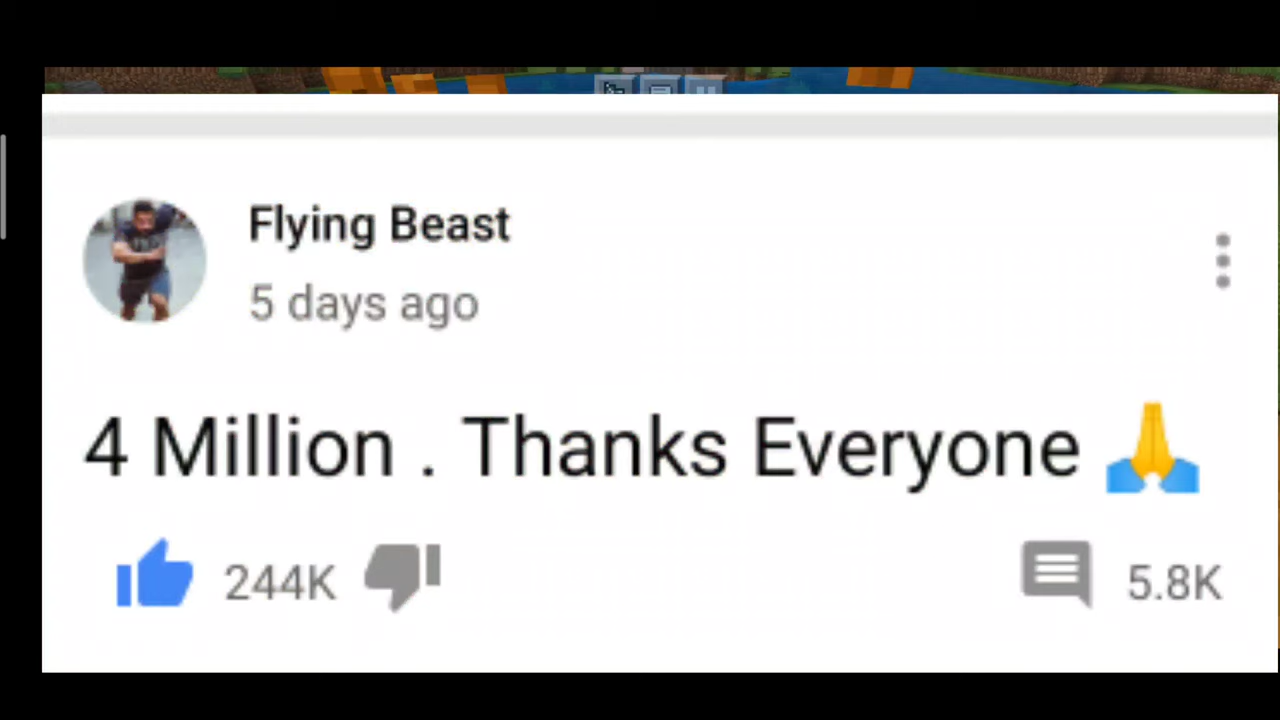 Flying Beast
5 days ago
4 Million . Thanks Everyone 🙏
244K
5.8K